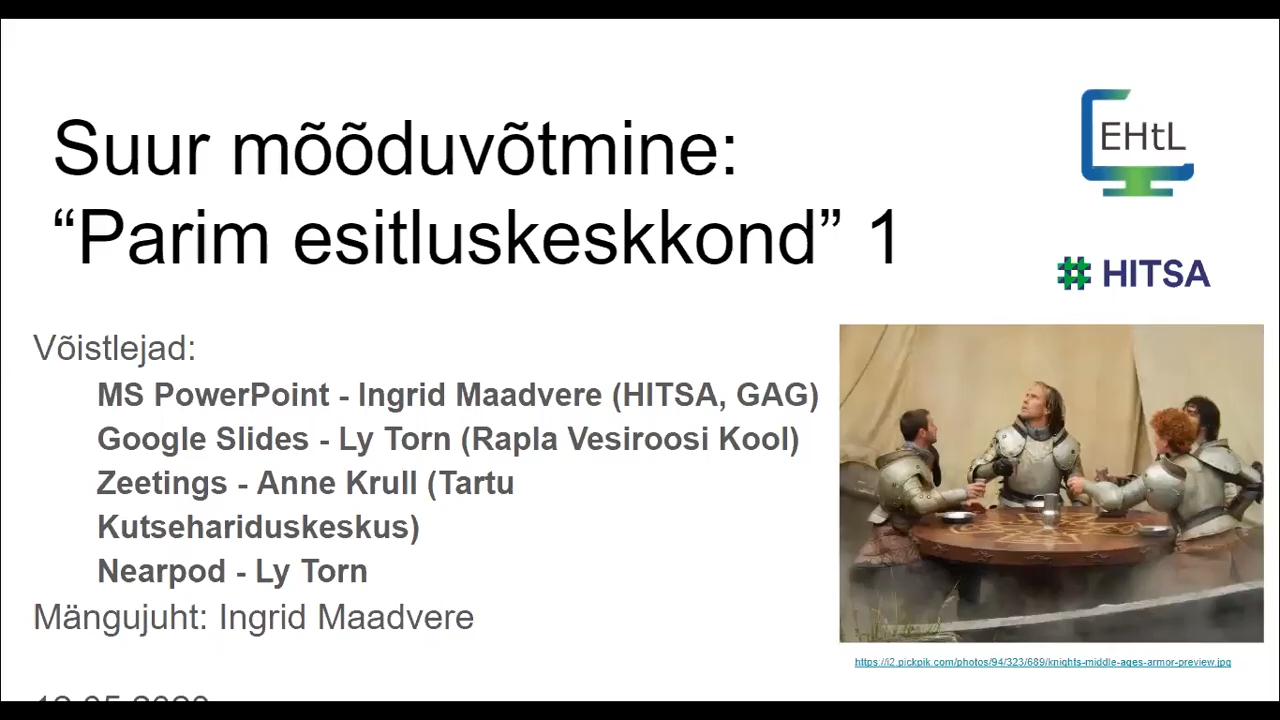 Suur mõõduvõtmine:
“Parim esitluskeskkond” 1
EHtL
HITSA
Võistlejad:
MS PowerPoint - Ingrid Maadvere (HITSA, GAG)
Google Slides - Ly Torn (Rapla Vesiroosi Kool)
Zeetings - Anne Krull (Tartu
Kutsehariduskeskus)
Nearpod - Ly Torn
Mängujuht: Ingrid Maadvere
https://i2.pickpik.com/photos/94/323/689/knights-middle-ages-armor-preview.jpg